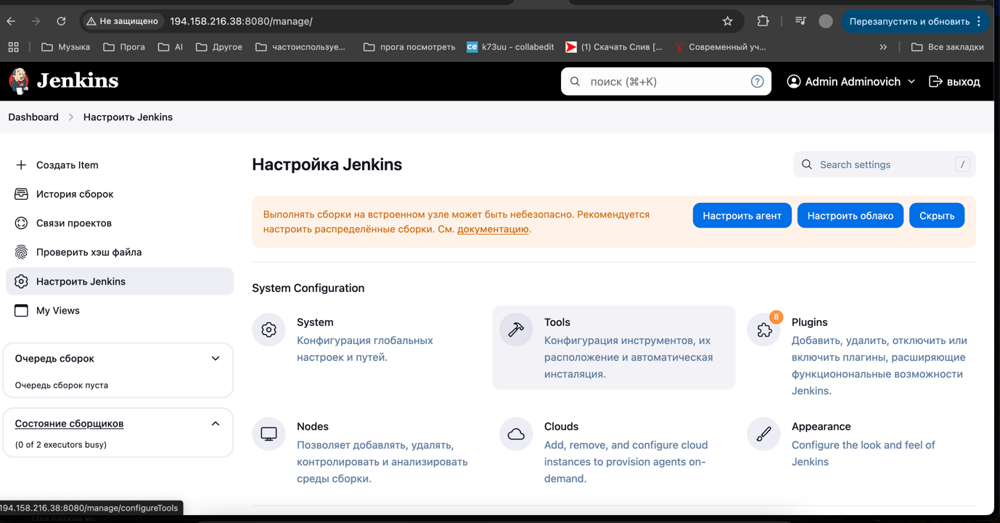 Не защищено
194.158.216.38:8080/manage/
Перезапустить и обновить
Музыка
Прога
AI
Другое
частоиспользуе...
прога посмотреть
ce
k73uu - collabedit
(1) Скачать Слив [...
Современный уч...
»
Все закладки
Jenkins
поиск (⌘+K)
?
Admin Adminovich
выход
Dashboard
Настроить Jenkins
Создать Item
История сборок
Связи проектов
Проверить хэш файла
Настроить Jenkins
My Views
Очередь сборок
Очередь сборок пуста
Состояние сборщиков
(0 of 2 executors busy)
Настройка Jenkins
Search settings
/
Выполнять сборки на встроенном узле может быть небезопасно. Рекомендуется
настроить распределённые сборки. См. документацию.
Настроить агент
Настроить облако
Скрыть
System Configuration
System
Конфигурация глобальных
настроек и путей.
Tools
Конфигурация инструментов, их
расположение и автоматическая
инсталяция.
8
Plugins
Добавить, удалить, отключить или
включить плагины, расширяющие
функциональные возможности
Jenkins.
Nodes
Позволяет добавлять, удалять,
контролировать и анализировать
среды сборки.
Clouds
Add, remove, and configure cloud
instances to provision agents on-
demand.
Appearance
Configure the look and feel of
Jenkins
194.158.216.38:8080/manage/configureTools